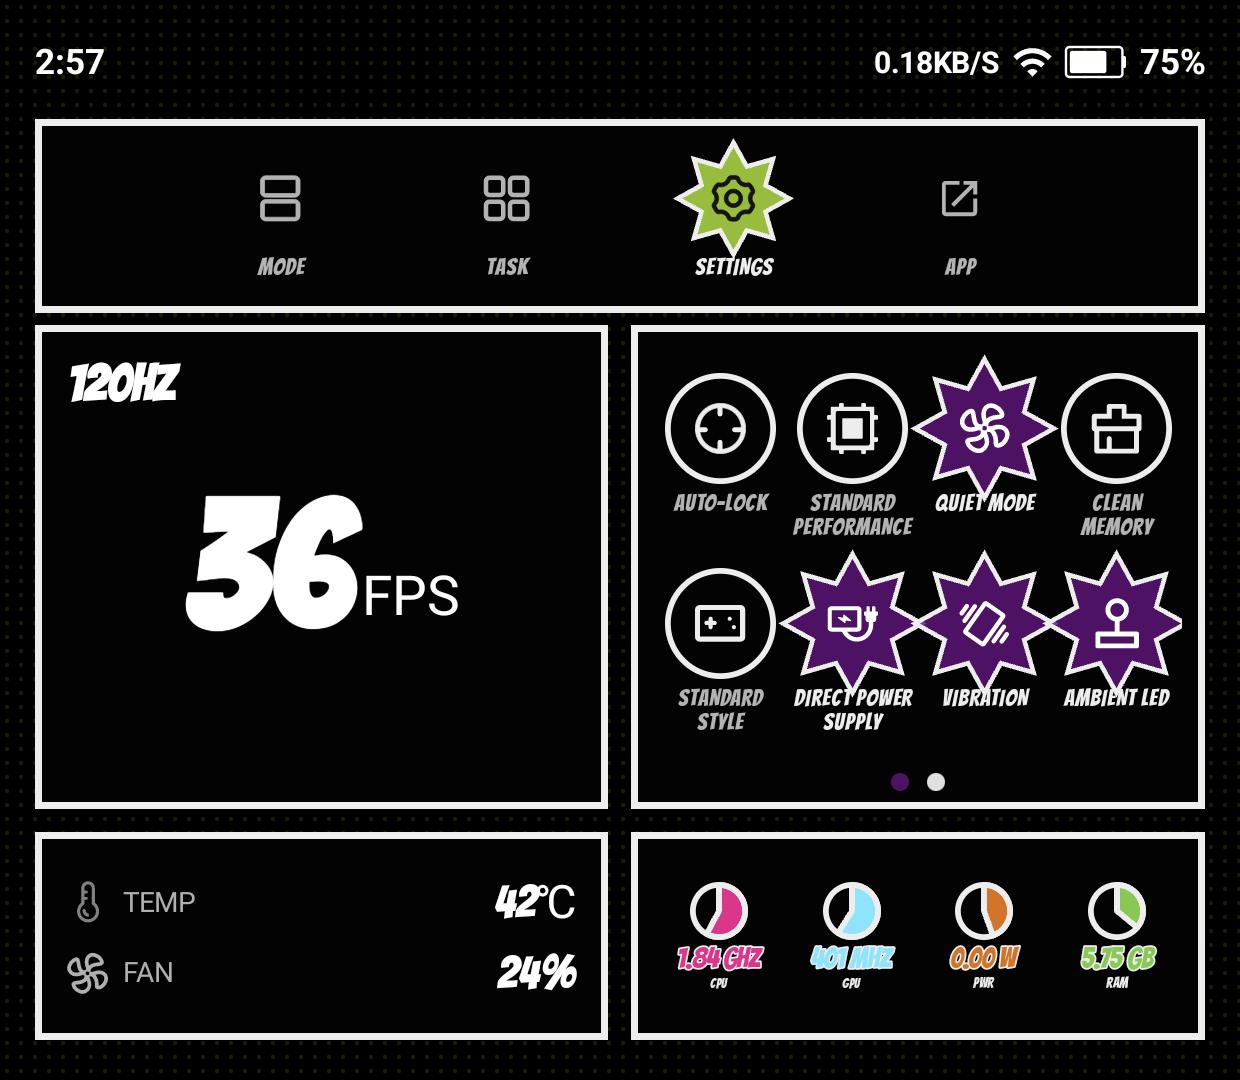 2:57
0.18KB/S
75%
MODE
TASK
SETTINGS
APP
120HZ
36FPS
AUTO-LOCK
STANDARD
PERFORMANCE
QUIET MODE
CLEAN
MEMORY
STANDARD
STYLE
DIRECT POWER
SUPPLY
VIBRATION
AMBIENT LED
TEMP
42°C
FAN
24%
1.84 GHZ
CPU
401 MHZ
GPU
0.00 W
PWR
5.75 GB
RAM